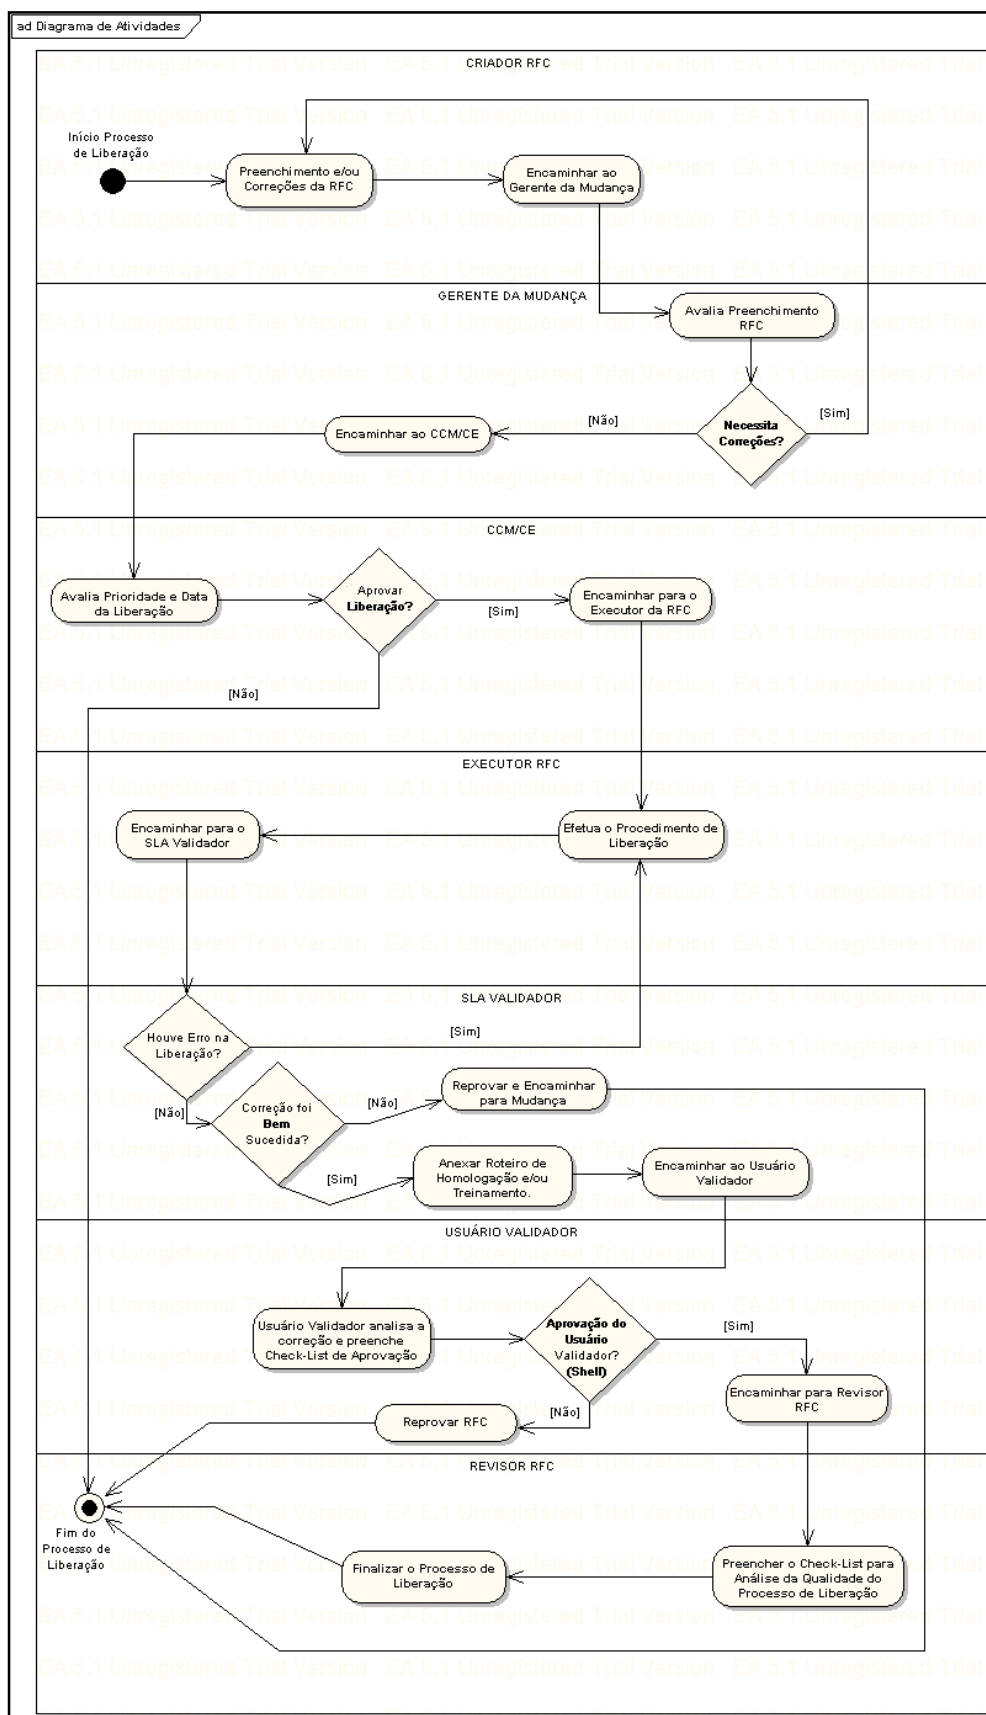 ad Diagrama de Atividades
EA 5.1 Unregistered Trial Version
CRIADOR RFC
Início Processo
de Liberação
Preenchimento e/ou
Correções da RFC
Encaminhar ao
Gerente da Mudança
GERENTE DA MUDANÇA
Avalia Preenchimento
RFC
Necessita
Correções?
[Sim]
[Não]
Encaminhar ao CCM/CE
CCM/CE
Avalia Prioridade e Data
da Liberação
Aprovar
Liberação?
[Sim]
Encaminhar para o
Executor da RFC
[Não]
EXECUTOR RFC
Encaminhar para o
SLA Validador
Efetua o Procedimento de
Liberação
SLA VALIDADOR
Houve Erro na
Liberação?
[Sim]
[Não]
Correção foi
Bem
Sucedida?
[Não]
Reprovar e Encaminhar
para Mudança
[Sim]
Anexar Roteiro de
Homologação e/ou
Treinamento.
Encaminhar ao Usuário
Validador
USUÁRIO VALIDADOR
Usuário Validador analisa a
correção e preenche
Check-List de Aprovação
Aprovação do
Usuário
Validador?
(Shell)
[Sim]
Encaminhar para Revisor
RFC
[Não]
Reprovar RFC
REVISOR RFC
Fim do
Processo de
Liberação
Finalizar o Processo de
Liberação
Preencher o Check-List para
Análise da Qualidade do
Processo de Liberação